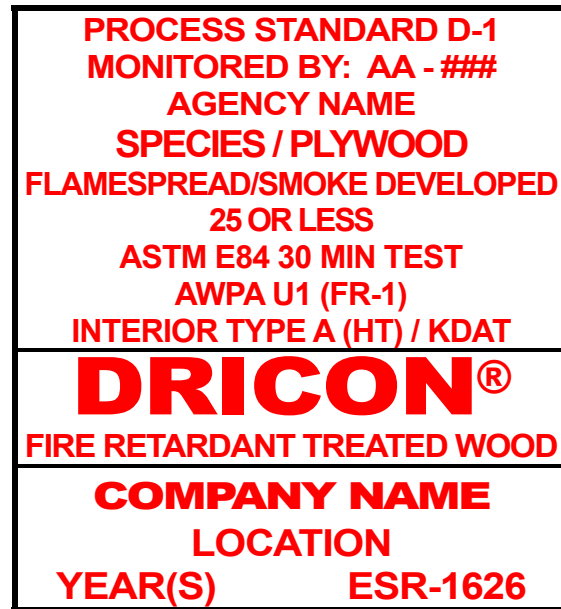 PROCESS STANDARD D-1
MONITORED BY: AA - ###
AGENCY NAME
SPECIES / PLYWOOD
FLAMESPREAD/SMOKE DEVELOPED
25 OR LESS
ASTM E84 30 MIN TEST
AWPA U1 (FR-1)
INTERIOR TYPE A (HT) / KDAT
DRICON®
FIRE RETARDANT TREATED WOOD
COMPANY NAME
LOCATION
YEAR(S) ESR-1626